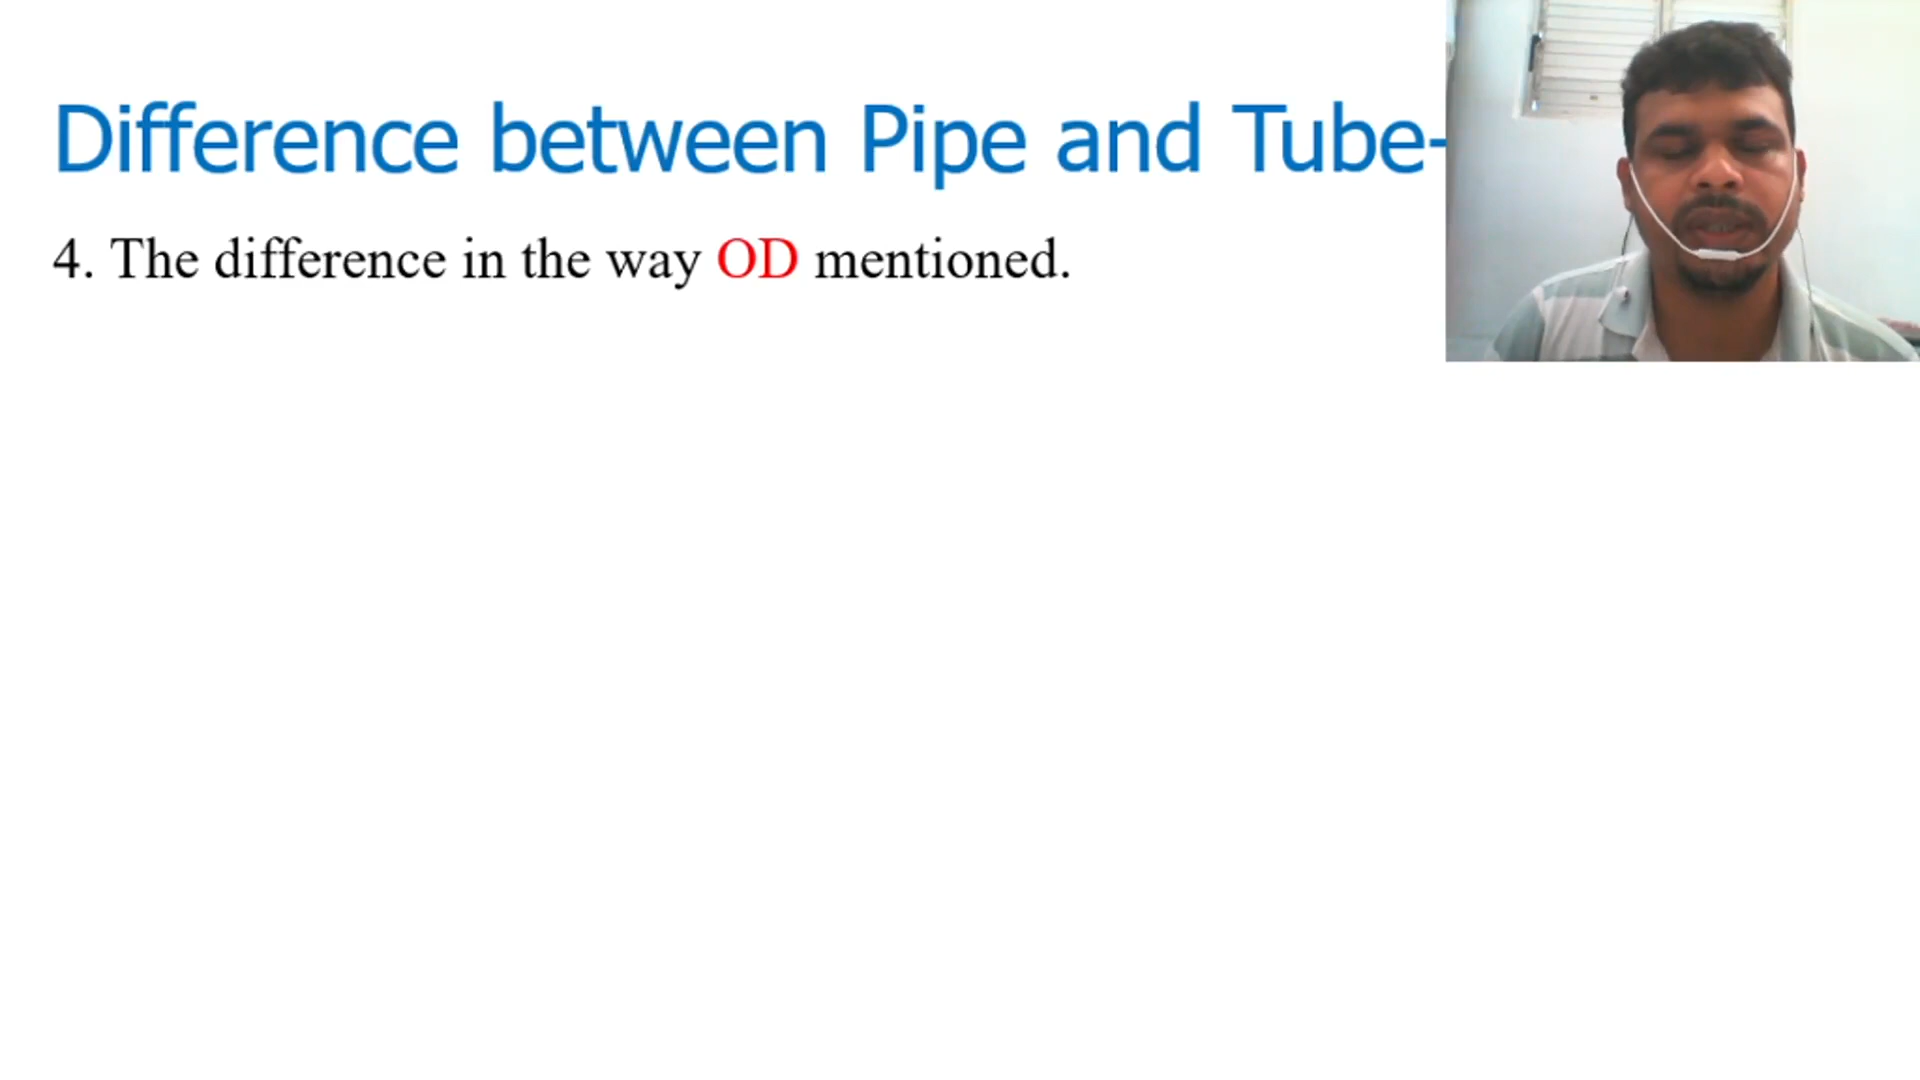 Difference between Pipe and Tube-
4. The difference in the way OD mentioned.